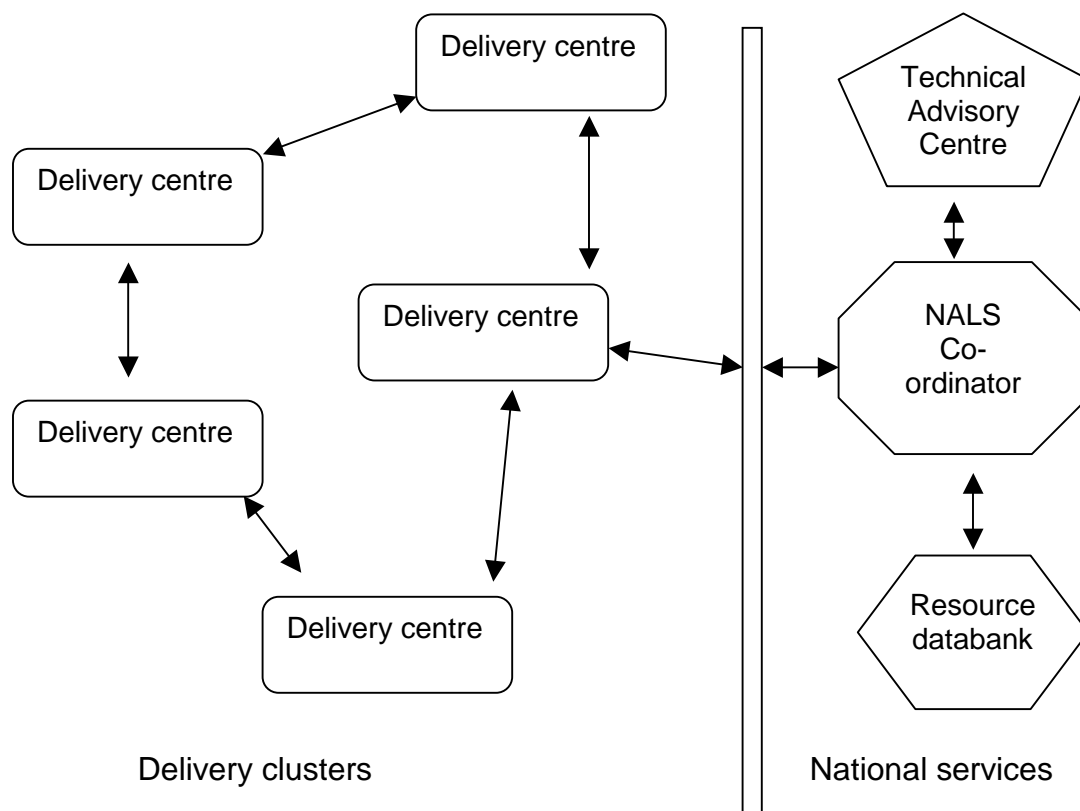 Delivery centre
Technical
Advisory
Centre
Delivery centre
Delivery centre
NALS
Co-
ordinator
Delivery centre
Delivery centre
Resource
databank
Delivery clusters
National services